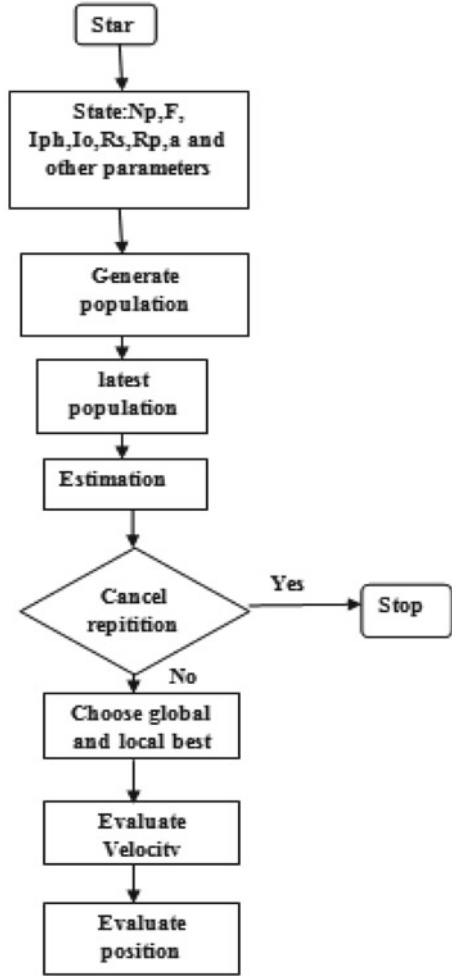 Star
State:Np,F,
Iph,Io,Rs,Rp,a and
other parameters
Generate
population
latest
population
Estimation
Cancel
repitition
Yes
Stop
No
Choose global
and local best
Evaluate
Velocity
Evaluate
position